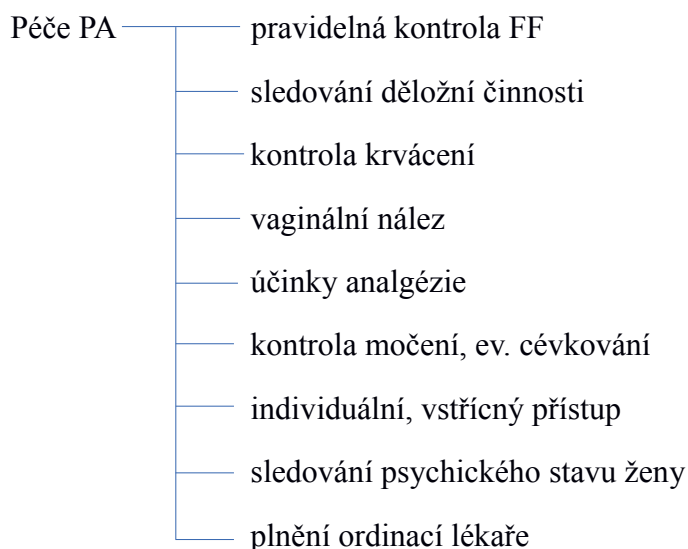 Péče PA pravidelná kontrola FF
sledování děložní činnosti
kontrola krvácení
vaginální nález
účinky analgézie
kontrola močení, ev. cévkování
individuální, vstřícný přístup
sledování psychického stavu ženy
plnění ordinací lékaře